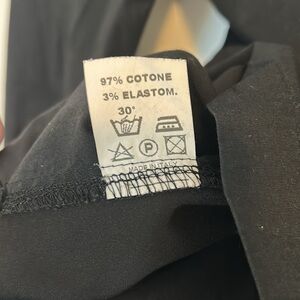 97% COTONE
3% ELASTOM.
30°
P
MADE IN ITALY